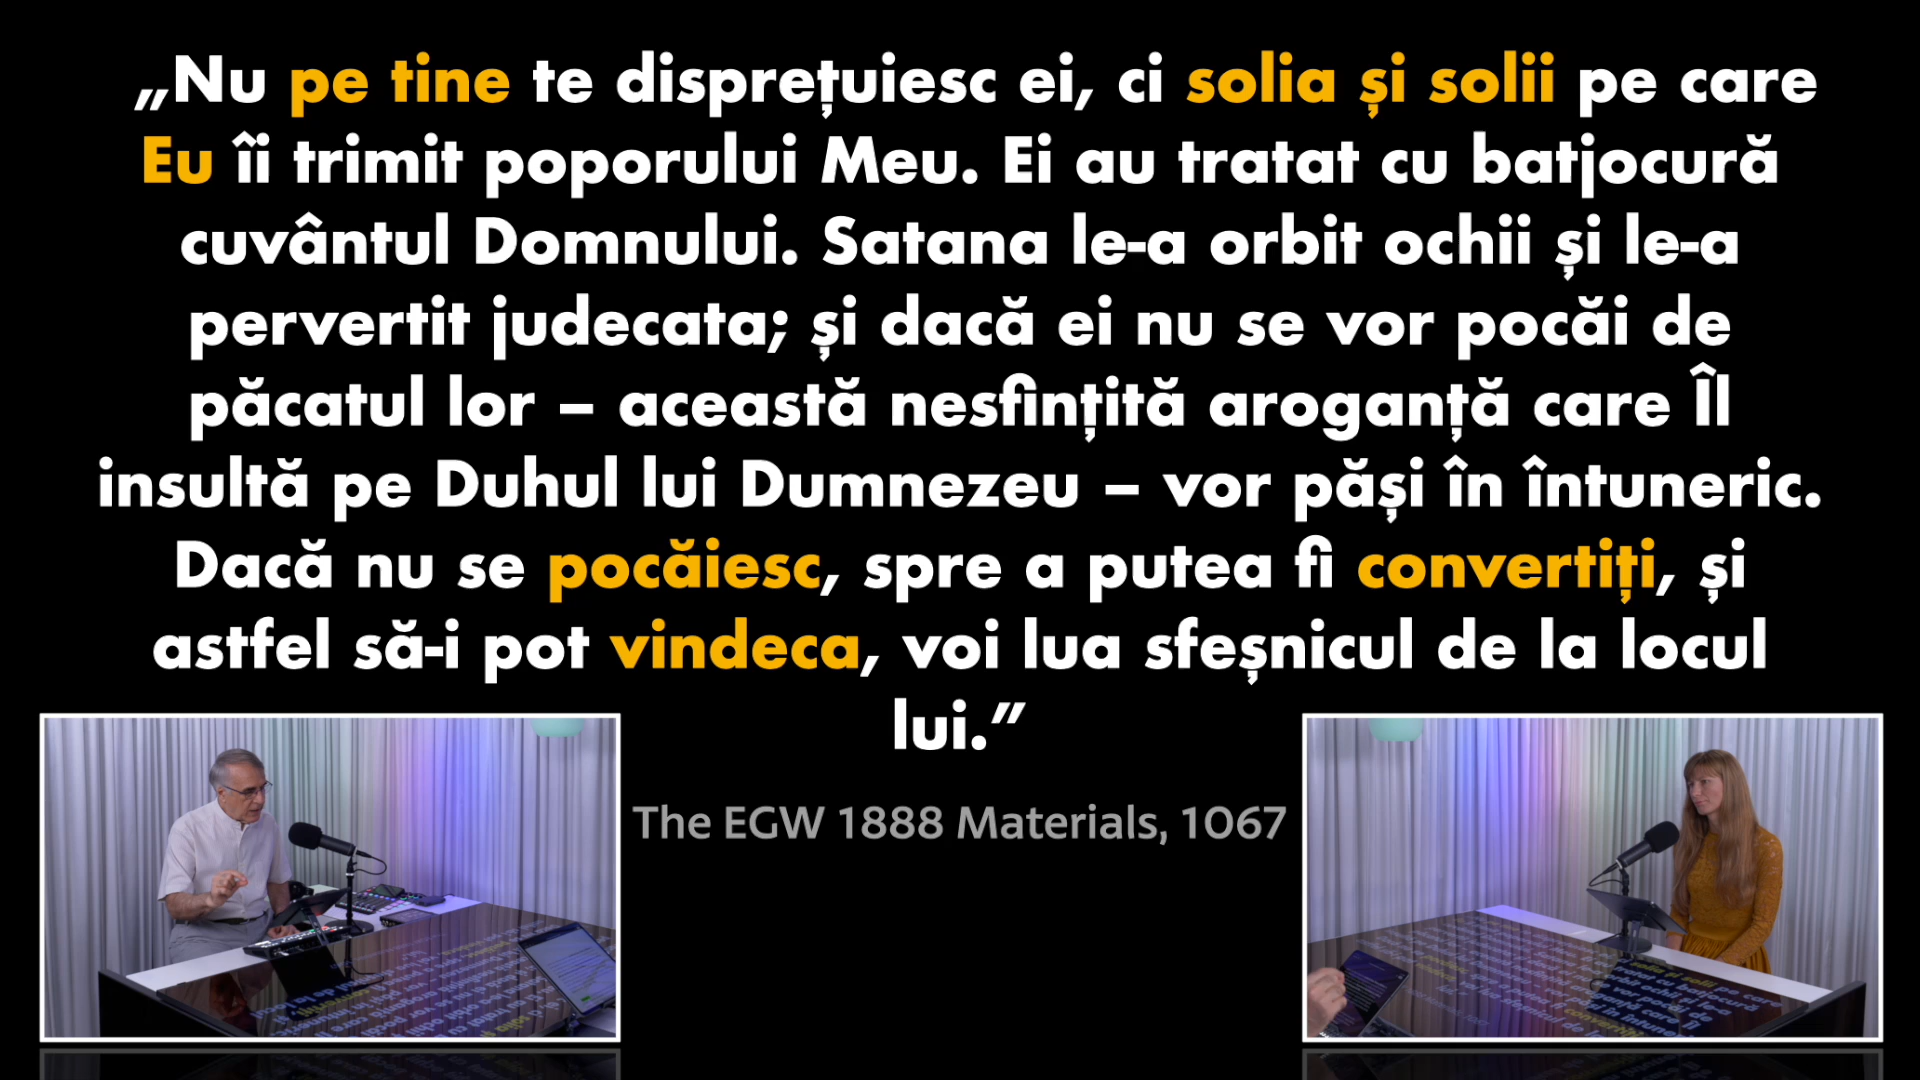 „Nu pe tine te disprețuiesc ei, ci solia și solii pe care
Eu îi trimit poporului Meu. Ei au tratat cu batjocură
cuvântul Domnului. Satana le-a orbit ochii și le-a
pervertit judecata; și dacă ei nu se vor pocăi de
păcatul lor – această nesfințită aroganță care Îl
insultă pe Duhul lui Dumnezeu – vor păși în întuneric.
Dacă nu se pocăiesc, spre a putea fi convertiți, și
astfel să-i pot vindeca, voi lua sfeșnicul de la locul
lui.”
The EGW 1888 Materials, 1067